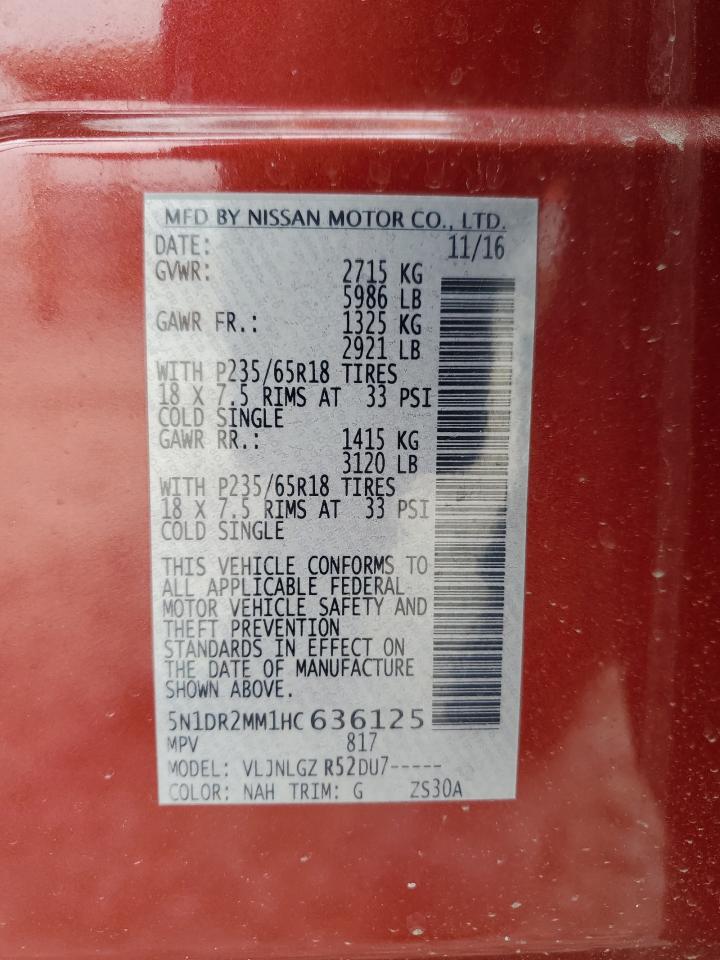 MFD BY NISSAN MOTOR CO., LTD.
DATE: 11/16
GVWR: 2715 KG
5986 LB
GAWR FR.: 1325 KG
2921 LB
WITH P235/65R18 TIRES
18 X 7.5 RIMS AT 33 PSI
COLD SINGLE
GAWR RR.: 1415 KG
3120 LB
WITH P235/65R18 TIRES
18 X 7.5 RIMS AT 33 PSI
COLD SINGLE
THIS VEHICLE CONFORMS TO
ALL APPLICABLE FEDERAL
MOTOR VEHICLE SAFETY AND
THEFT PREVENTION
STANDARDS IN EFFECT ON
THE DATE OF MANUFACTURE
SHOWN ABOVE.
5N1DR2MM1HC636125
MPV 817
MODEL: VLJNLGZ R52DU7-----
COLOR: NAH TRIM: G ZS30A